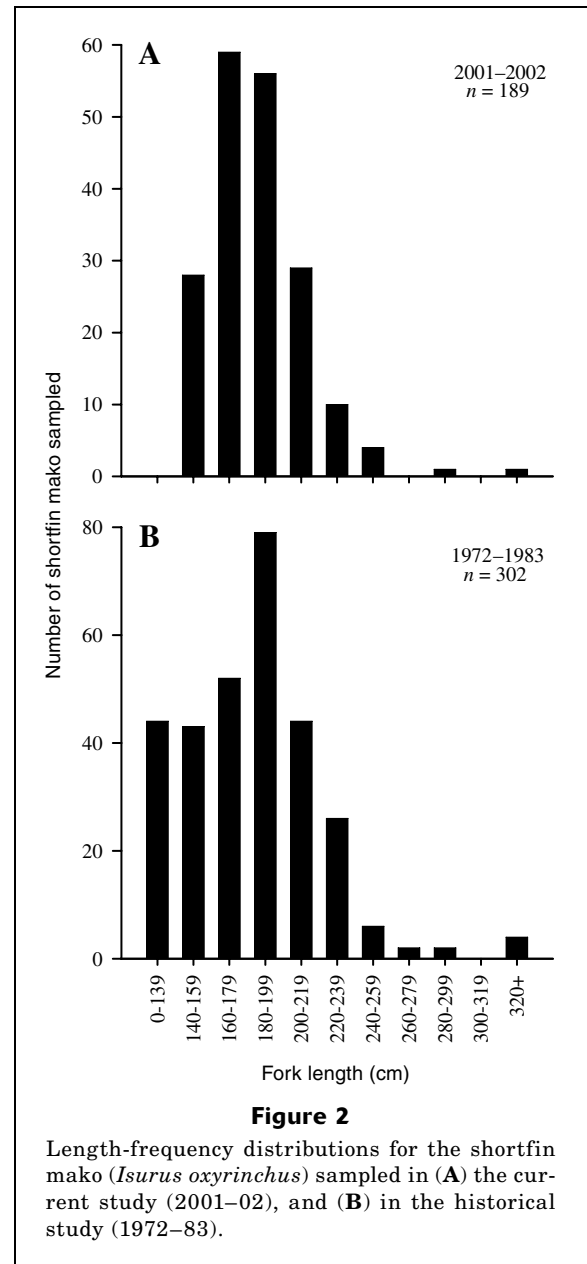 A
2001–2002
n = 189
60
50
40
30
20
10
0
Number of shortfin mako sampled
B
1972–1983
n = 302
80
60
40
20
0
0-139
140-159
160-179
180-199
200-219
220-239
240-259
260-279
280-299
300-319
320+
Fork length (cm)
Figure 2
Length-frequency distributions for the shortfin
mako (Isurus oxyrinchus) sampled in (A) the cur-
rent study (2001–02), and (B) in the historical
study (1972–83).